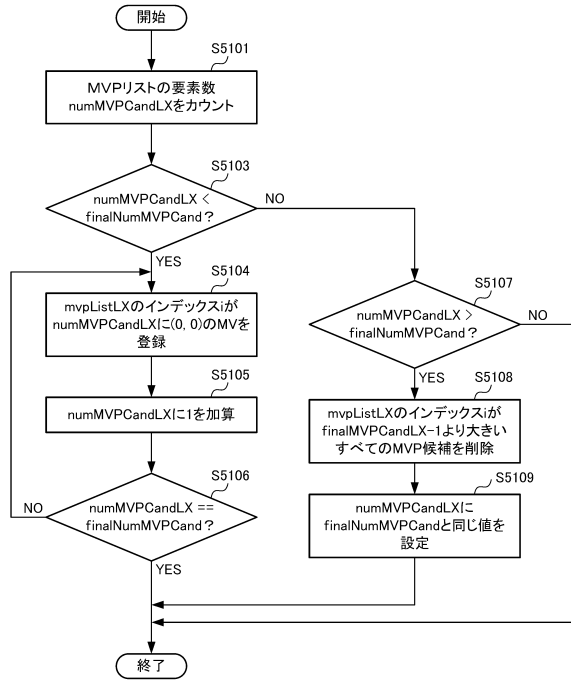 開始
S5101
MVPリストの要素数
numMVPCandLXをカウント
S5103
numMVPCandLX <
finalNumMVPCand？
NO
YES
S5104
mvpListLXのインデックスiが
numMVPCandLXに(0, 0)のMVを
登録
S5105
numMVPCandLXに1を加算
S5106
numMVPCandLX ==
finalNumMVPCand？
NO
YES
S5107
numMVPCandLX >
finalNumMVPCand？
NO
YES
S5108
mvpListLXのインデックスiが
finalMVPCandLX-1より大きい
すべてのMVP候補を削除
S5109
numMVPCandLXに
finalNumMVPCandと同じ値を
設定
終了